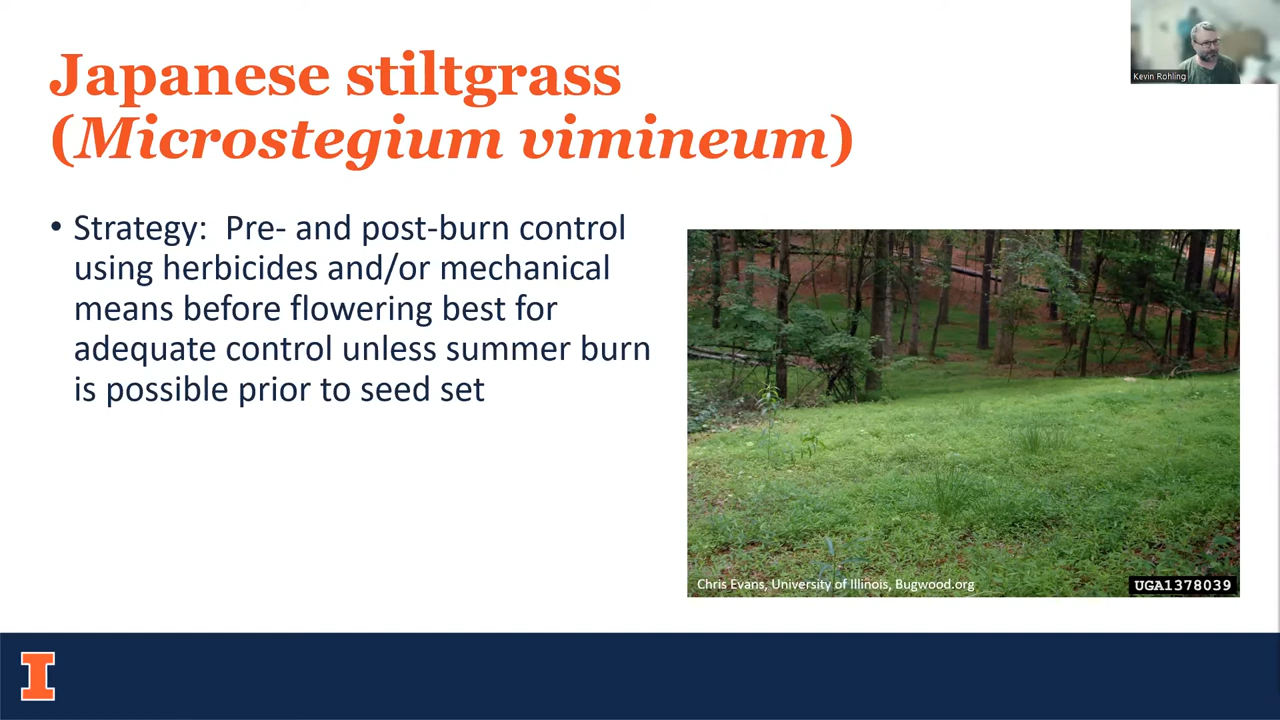 Japanese stiltgrass
(Microstegium vimineum)
Kevin Rohling
• Strategy:  Pre- and post-burn control
using herbicides and/or mechanical
means before flowering best for
adequate control unless summer burn
is possible prior to seed set
Chris Evans, University of Illinois, Bugwood.org
UGA1378039
I